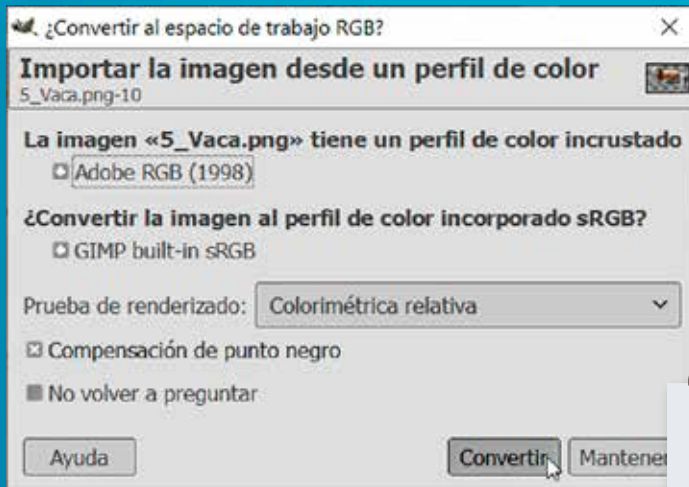 ¿Convertir al espacio de trabajo RGB?
Importar la imagen desde un perfil de color
5_Vaca.png-10
La imagen «5_Vaca.png» tiene un perfil de color incrustado
Adobe RGB (1998)
¿Convertir la imagen al perfil de color incorporado sRGB?
GIMP built-in sRGB
Prueba de renderizado: Colorimétrica relativa
Compensación de punto negro
No volver a preguntar
Ayuda Convertir Mantener